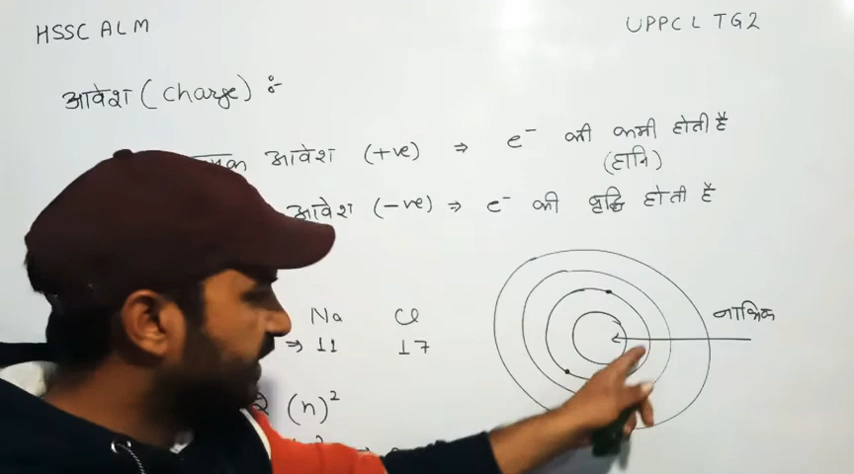 HSSC ALM
UPPCL TG2
आवेश (charge) :-
आवेश (+ve) ⇒ e⁻ की कमी होती है
(हानि)
आवेश (-ve) ⇒ e⁻ की वृद्धि होती है
Na Cl
⇒ 11 17
नाभिक
(n)²